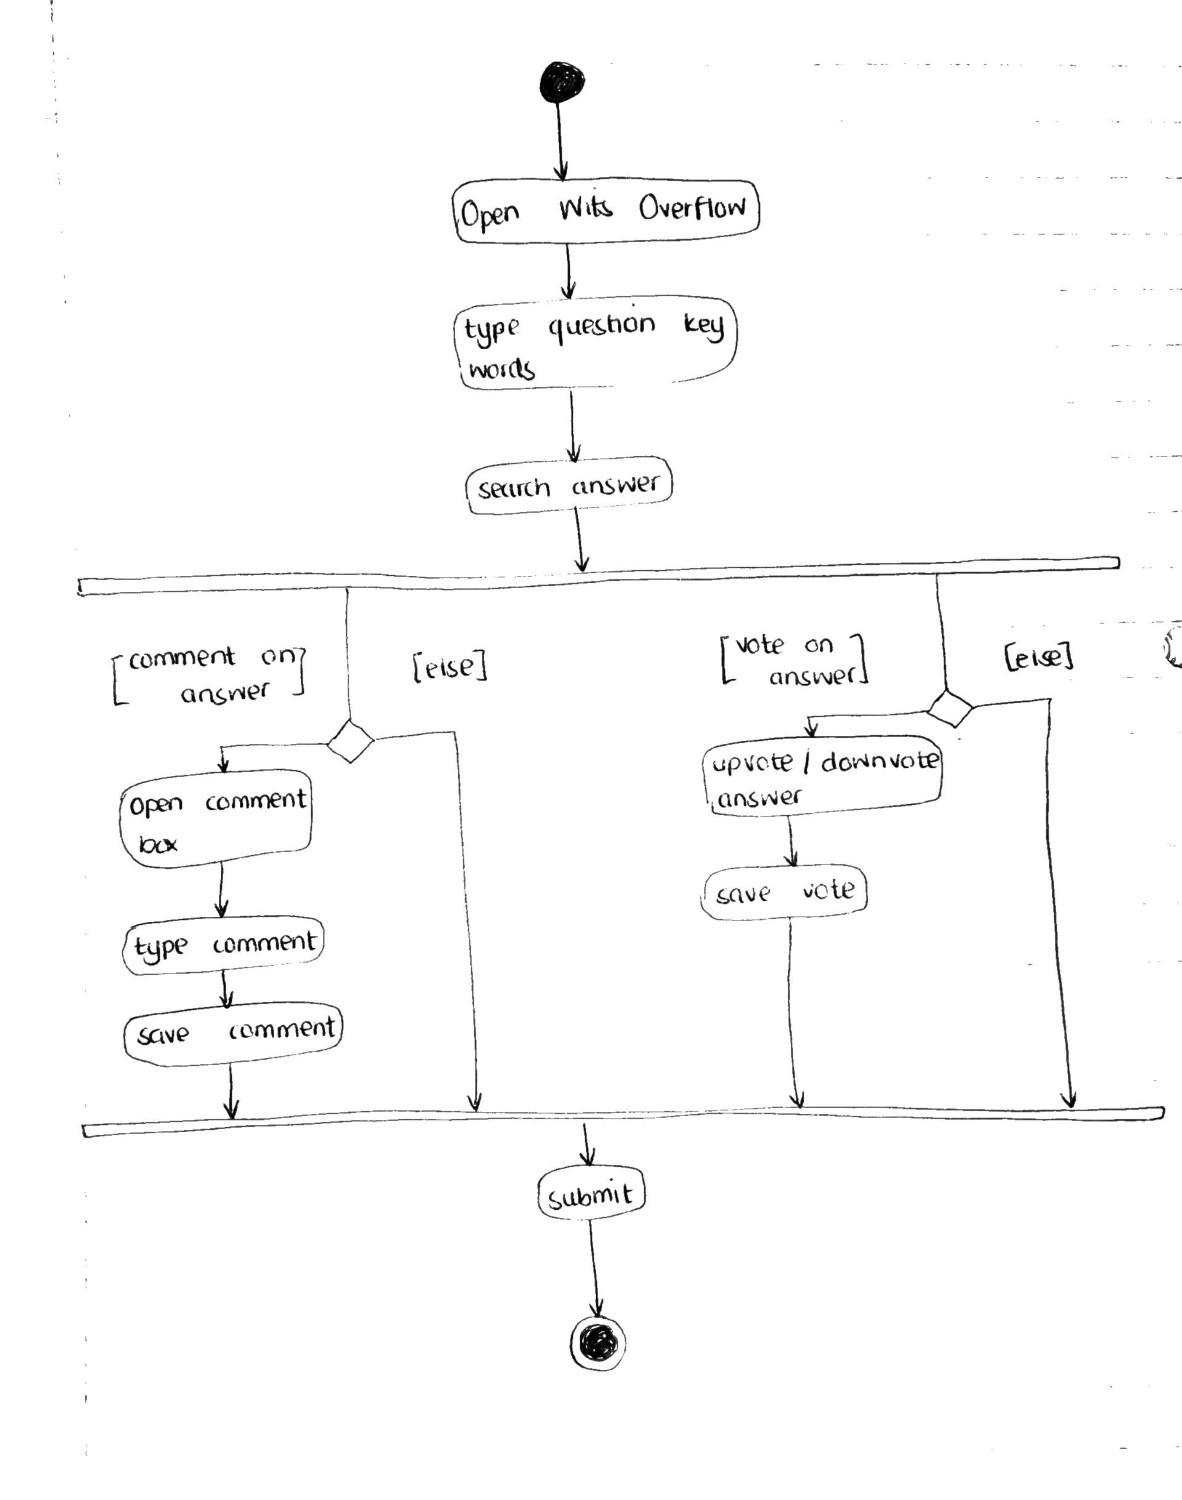 Open Wits Overflow
type question key
words
search answer
[comment on
answer]
[else]
[vote on
answer]
[else]
open comment
box
upvote / downvote
answer
type comment
save vote
save comment
submit